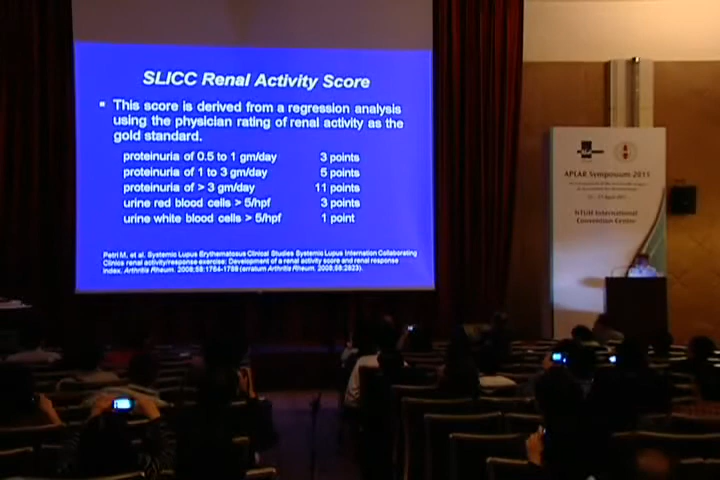 SLICC Renal Activity Score
▪ This score is derived from a regression analysis
using the physician rating of renal activity as the
gold standard.
proteinuria of 0.5 to 1 gm/day 3 points
proteinuria of 1 to 3 gm/day 5 points
proteinuria of > 3 gm/day 11 points
urine red blood cells > 5/hpf 3 points
urine white blood cells > 5/hpf 1 point
Petri M, et al. Systemic Lupus Erythematosus Clinical Studies Systemic Lupus Internation Collaborating
Clinics renal activity/response exercise: Development of a renal activity score and renal response
index. Arthritis Rheum. 2008;58:1784-1788 (erratum Arthritis Rheum. 2008;58:2823).
APLAR Symposium 2011
NTUH International
Convention Center